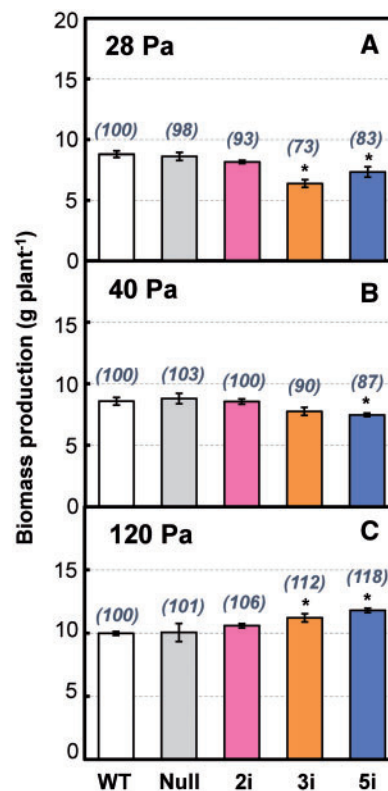 20
28 Pa A
15
(100) (98) (93) (73) (83)
10
* *
5
0
40 Pa B
15
(100) (103) (100) (90) (87)
10
*
5
0
120 Pa C
15
(100) (101) (106) (112) (118)
* *
10
5
0
WT Null 2i 3i 5i
Biomass production (g plant-1)